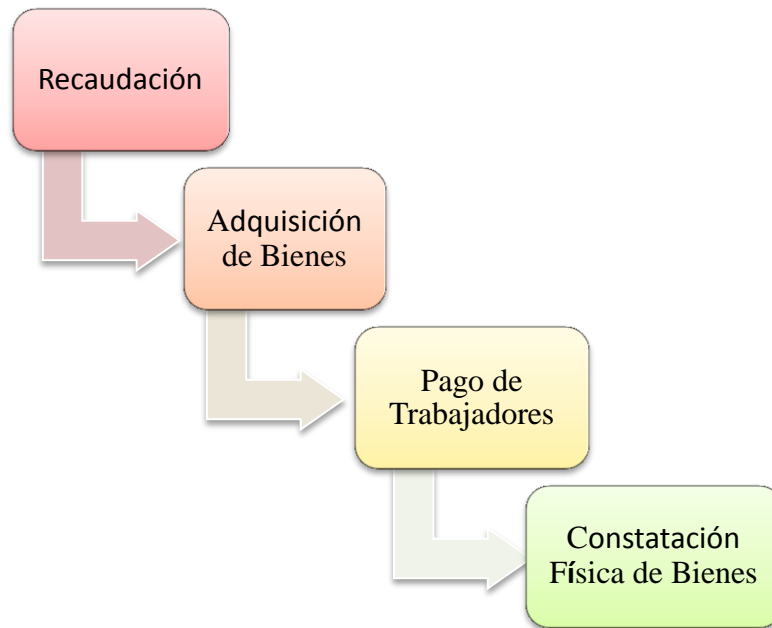 Recaudación
Adquisición
de Bienes
Pago de
Trabajadores
Constatación
Física de Bienes